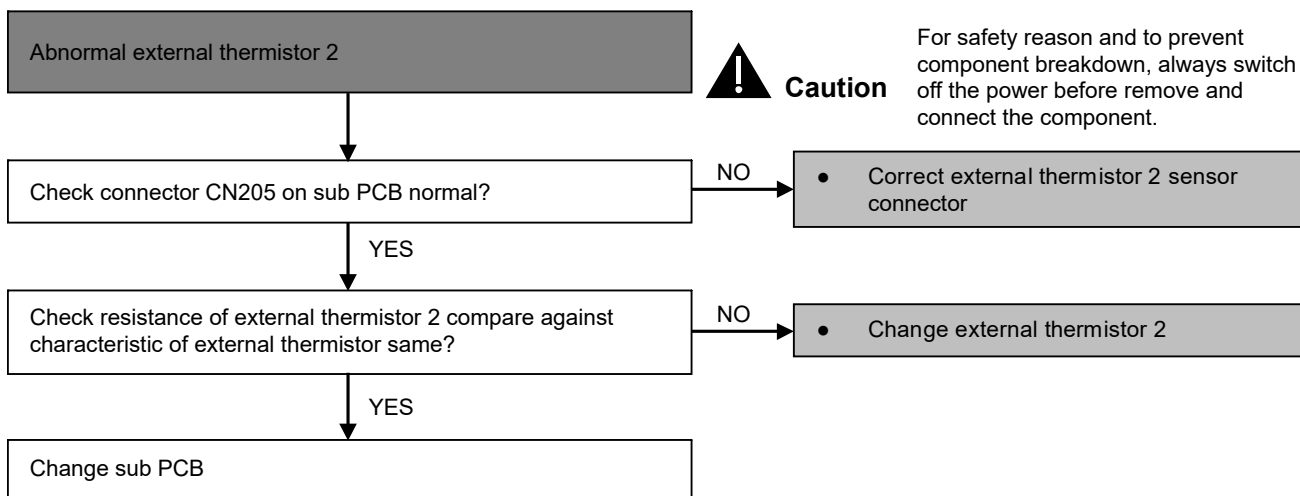 Abnormal external thermistor 2
Caution
For safety reason and to prevent
component breakdown, always switch
off the power before remove and
connect the component.
Check connector CN205 on sub PCB normal?
NO
● Correct external thermistor 2 sensor
connector
YES
Check resistance of external thermistor 2 compare against
characteristic of external thermistor same?
NO
● Change external thermistor 2
YES
Change sub PCB